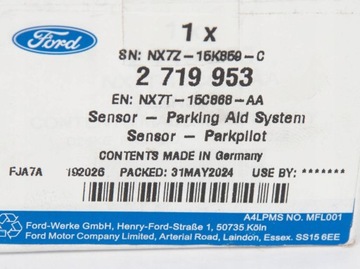 Ford
1 x
SN: NX7Z-15K859-C
2 719 953
EN: NX7T-15C868-AA
Sensor - Parking Aid System
Sensor - Parkpilot
CONTENTS MADE IN Germany
FJA7A 192026 PACKED: 31MAY2024 USE BY: *******
A4LPMS NO. MFL001
Ford-Werke GmbH, Henry-Ford-Straße 1, 50735 Köln
Ford Motor Company Limited, Arterial Road, Laindon, Essex. SS15 6EE